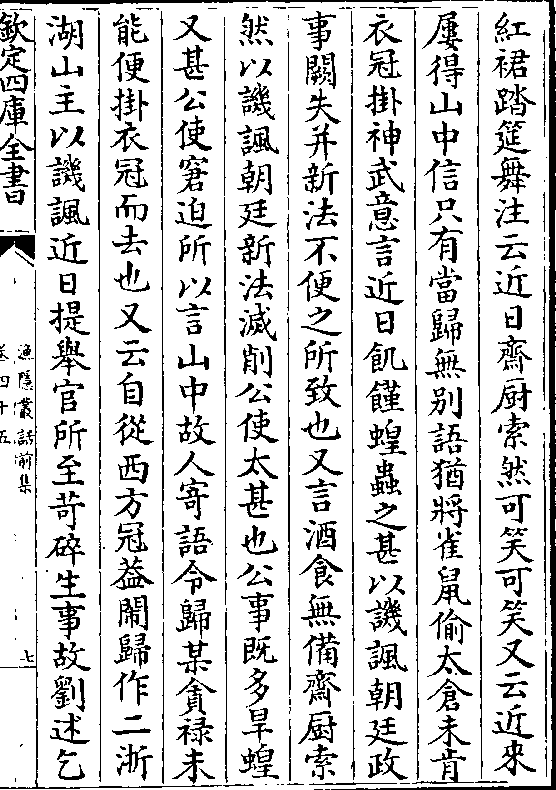 紅裙踏筵舞注云近日齋厨索然可笑可笑又云近來
屢得山中信只有當歸無别語猶將雀鼠偷太倉未肯
衣冠掛神武意言近日飢饉蝗蟲之甚以譏諷朝廷政
事闕失并新法不便之所致也又言酒食無備齋厨索
然以譏諷朝廷新法減削公使太甚也公事既多旱蝗
又甚公使窘迫所以言山中故人寄語令歸某貪禄未
能便掛衣冠而去也又云自從西方冠蓋鬧歸作二浙
湖山主以譏諷近日提舉官所至苛碎生事故劉述乞
欽定四庫全書
漁隱叢話前集
卷四十五
七